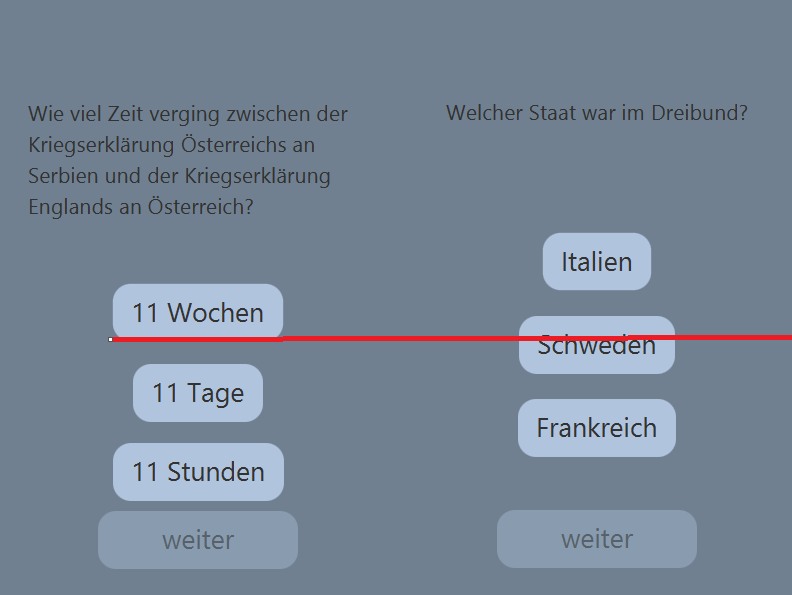 Wie viel Zeit verging zwischen der
Kriegserklärung Österreichs an
Serbien und der Kriegserklärung
Englands an Österreich?
11 Wochen
11 Tage
11 Stunden
weiter
Welcher Staat war im Dreibund?
Italien
Schweden
Frankreich
weiter